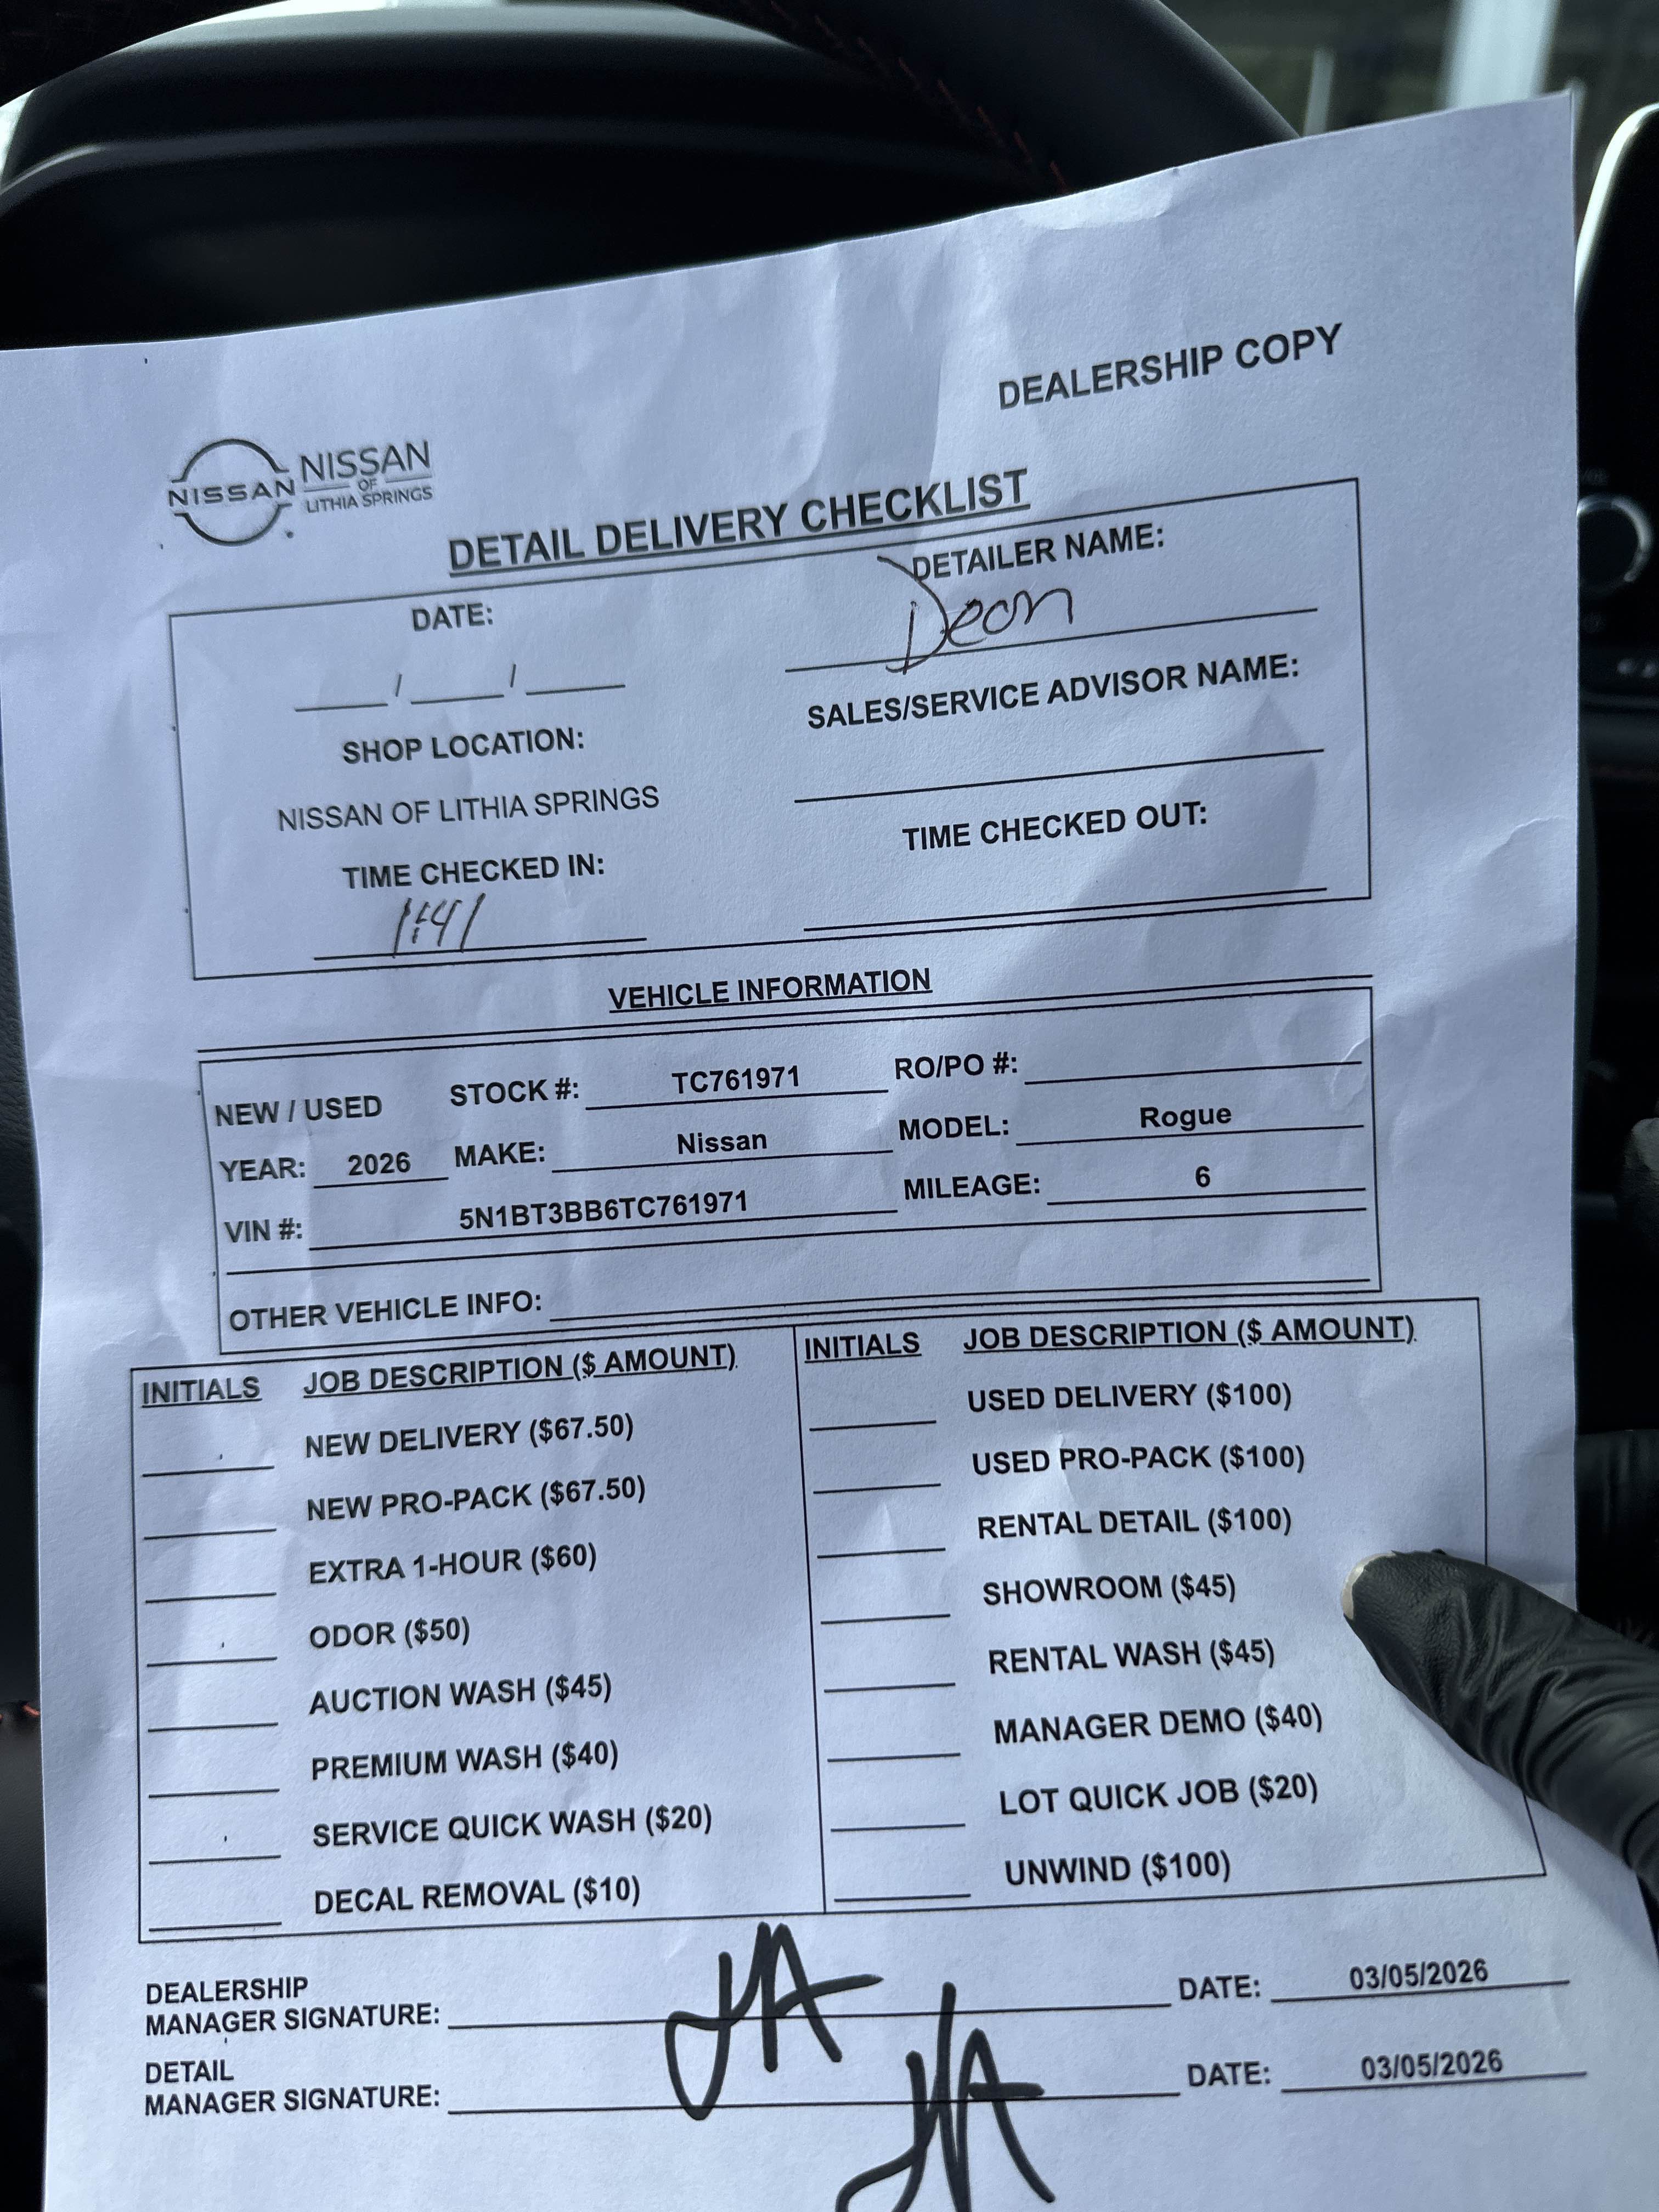 DEALERSHIP COPY
NISSAN
NISSAN
OF
LITHIA SPRINGS
DETAIL DELIVERY CHECKLIST
DATE:
___/___/___
DETAILER NAME:
Deon
SHOP LOCATION:
NISSAN OF LITHIA SPRINGS
SALES/SERVICE ADVISOR NAME:
TIME CHECKED IN:
1:41
TIME CHECKED OUT:
VEHICLE INFORMATION
NEW / USED STOCK #: TC761971 RO/PO #:
YEAR: 2026 MAKE: Nissan MODEL: Rogue
VIN #: 5N1BT3BB6TC761971 MILEAGE: 6
OTHER VEHICLE INFO:
INITIALS JOB DESCRIPTION ($ AMOUNT)
NEW DELIVERY ($67.50)
NEW PRO-PACK ($67.50)
EXTRA 1-HOUR ($60)
ODOR ($50)
AUCTION WASH ($45)
PREMIUM WASH ($40)
SERVICE QUICK WASH ($20)
DECAL REMOVAL ($10)
INITIALS JOB DESCRIPTION ($ AMOUNT)
USED DELIVERY ($100)
USED PRO-PACK ($100)
RENTAL DETAIL ($100)
SHOWROOM ($45)
RENTAL WASH ($45)
MANAGER DEMO ($40)
LOT QUICK JOB ($20)
UNWIND ($100)
DEALERSHIP
MANAGER SIGNATURE: JA DATE: 03/05/2026
DETAIL
MANAGER SIGNATURE: DATE: 03/05/2026